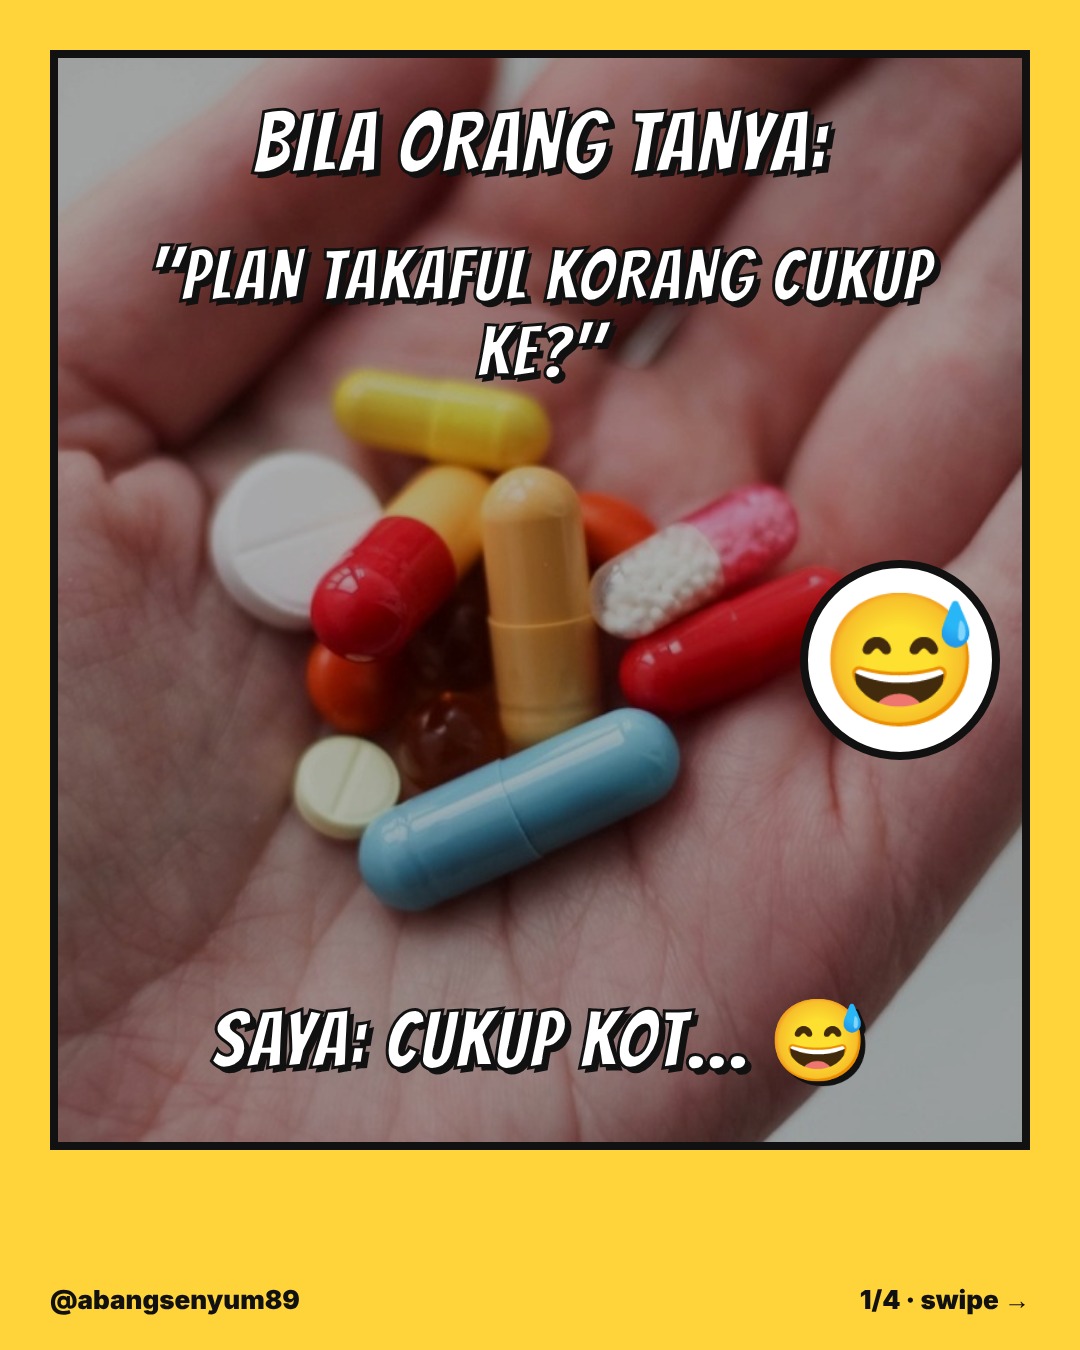 BILA ORANG TANYA:
"PLAN TAKAFUL KORANG CUKUP
KE?"
SAYA: CUKUP KOT... 😅
@abangsenyum89
1/4 · swipe →